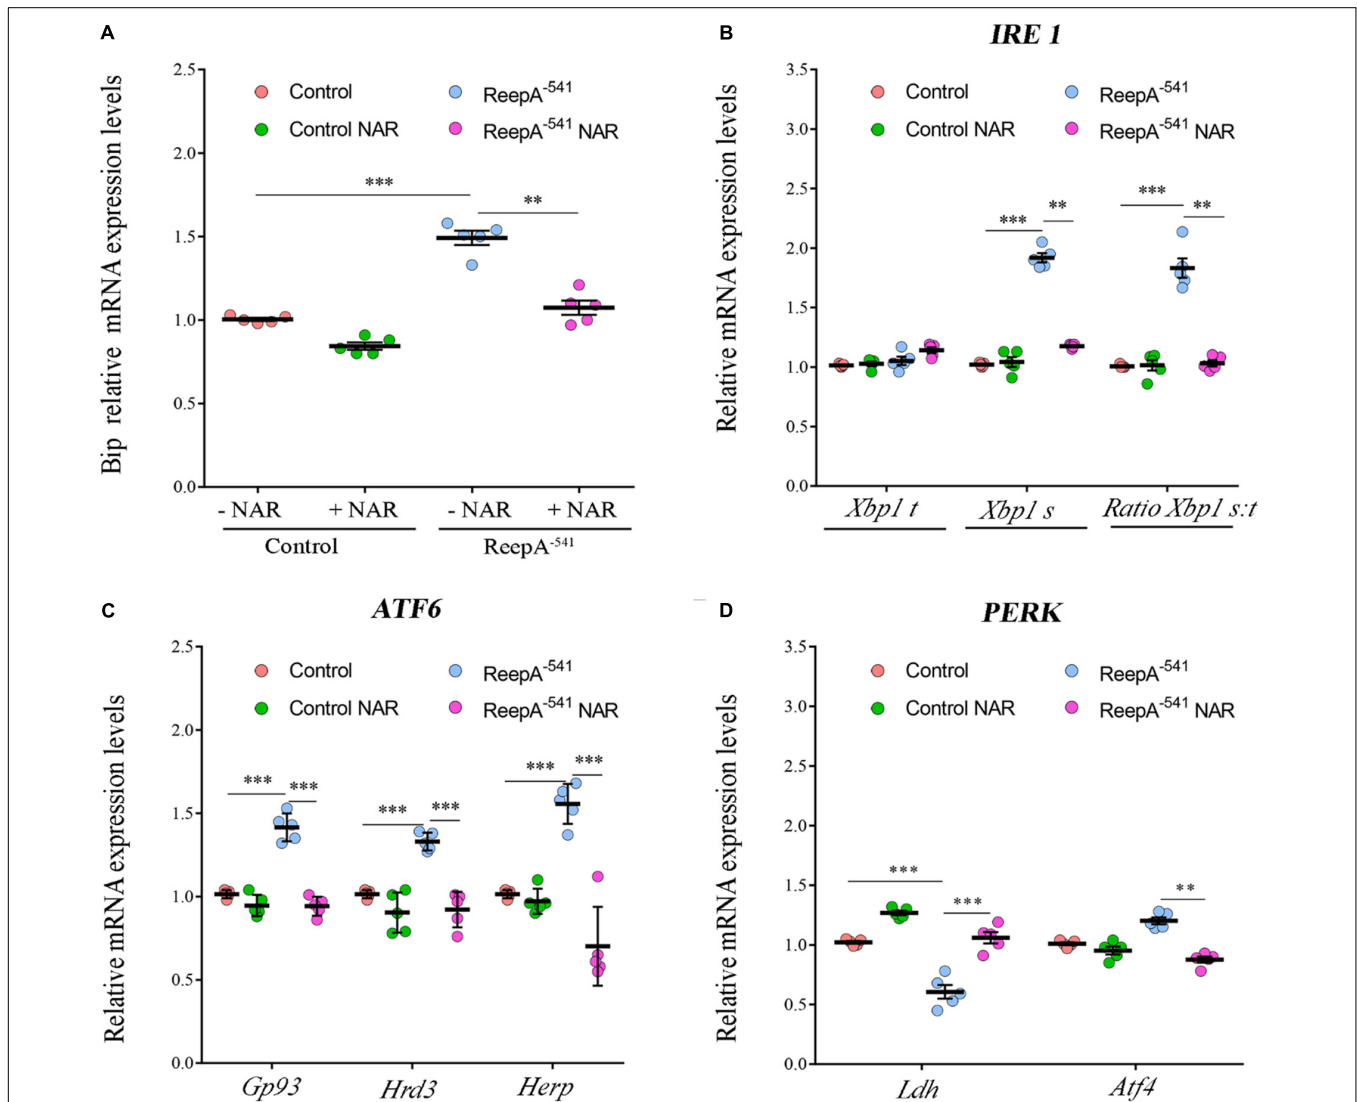 A
Bip relative mRNA expression levels
2.5
2.0
1.5
1.0
0.5
0.0
Control
Control NAR
ReepA-541
ReepA-541 NAR
***
**
- NAR
+ NAR
- NAR
+ NAR
Control
ReepA-541
B
IRE 1
Relative mRNA expression levels
3.5
3.0
2.5
2.0
1.5
1.0
0.5
0.0
Control
Control NAR
ReepA-541
ReepA-541 NAR
***
**
***
**
Xbp1 t
Xbp1 s
Ratio Xbp1 s:t
C
ATF6
Relative mRNA expression levels
2.5
2.0
1.5
1.0
0.5
0.0
Control
Control NAR
ReepA-541
ReepA-541 NAR
***
***
***
***
***
***
Gp93
Hrd3
Herp
D
PERK
Relative mRNA expression levels
3.5
3.0
2.5
2.0
1.5
1.0
0.5
0.0
Control
Control NAR
ReepA-541
ReepA-541 NAR
***
***
**
Ldh
Atf4